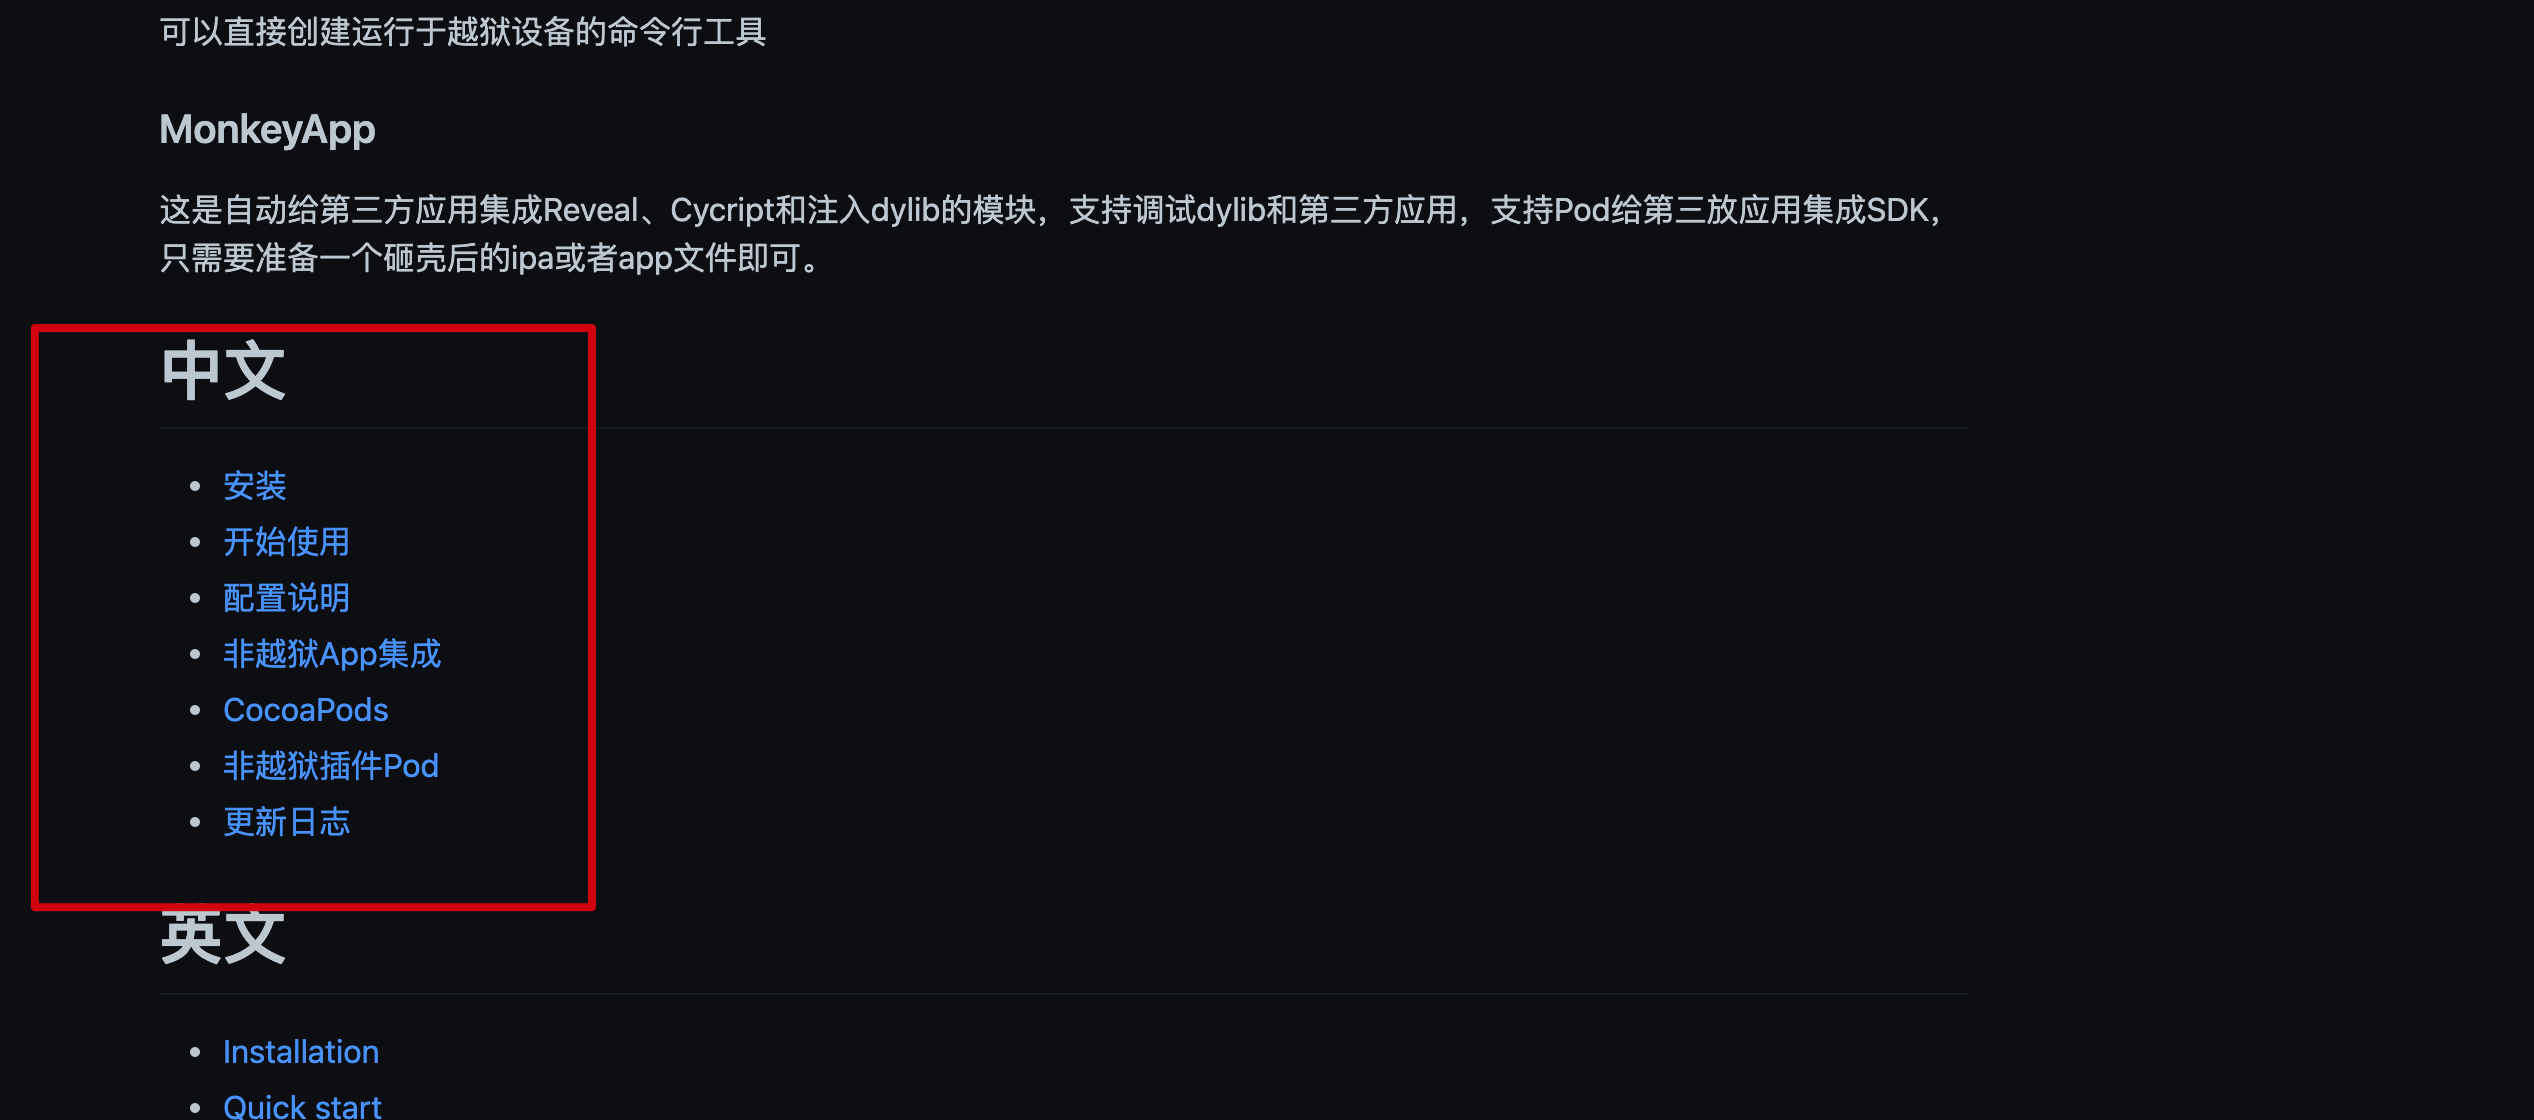 可以直接创建运行于越狱设备的命令行工具
MonkeyApp
这是自动给第三方应用集成Reveal、Cycript和注入dylib的模块，支持调试dylib和第三方应用，支持Pod给第三放应用集成SDK，
只需要准备一个砸壳后的ipa或者app文件即可。
中文
安装
开始使用
配置说明
非越狱App集成
CocoaPods
非越狱插件Pod
更新日志
英文
Installation
Quick start